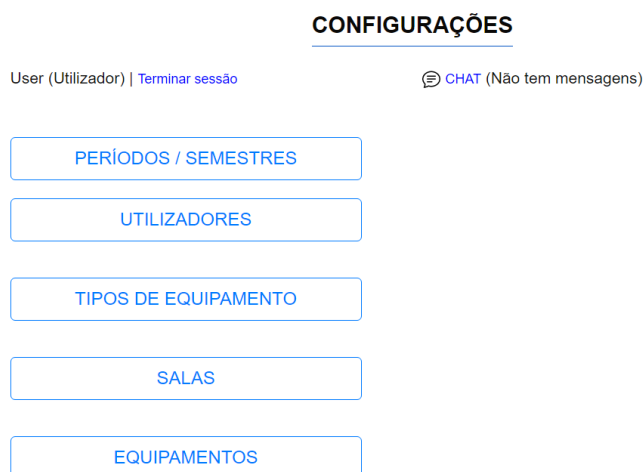 CONFIGURAÇÕES
User (Utilizador) | Terminar sessão
CHAT (Não tem mensagens)
PERÍODOS / SEMESTRES
UTILIZADORES
TIPOS DE EQUIPAMENTO
SALAS
EQUIPAMENTOS